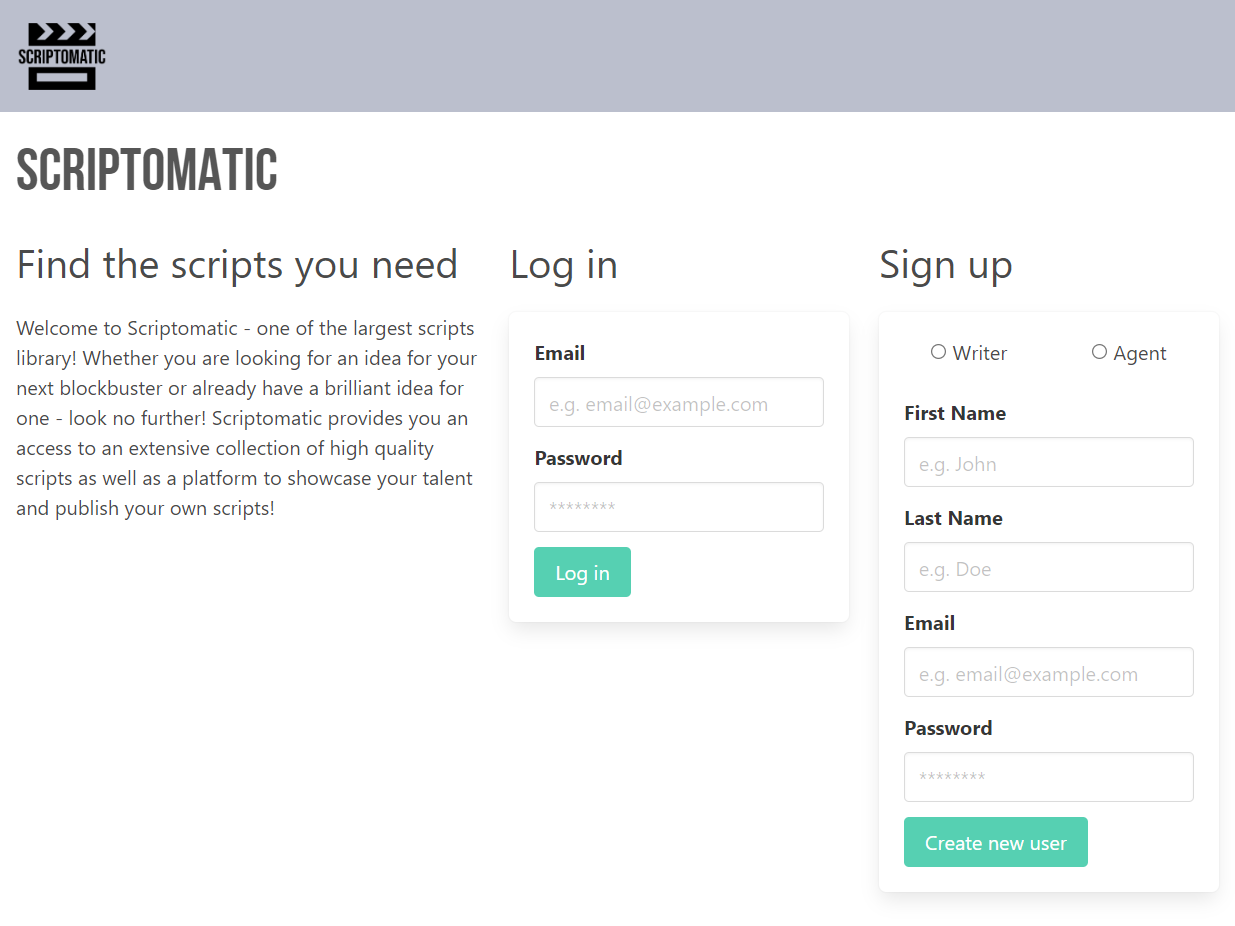 SCRIPTOMATIC
SCRIPTOMATIC
Find the scripts you need
Welcome to Scriptomatic - one of the largest scripts
library! Whether you are looking for an idea for your
next blockbuster or already have a brilliant idea for
one - look no further! Scriptomatic provides you an
access to an extensive collection of high quality
scripts as well as a platform to showcase your talent
and publish your own scripts!
Log in
Email
e.g. email@example.com
Password
********
Log in
Sign up
Writer
Agent
First Name
e.g. John
Last Name
e.g. Doe
Email
e.g. email@example.com
Password
********
Create new user